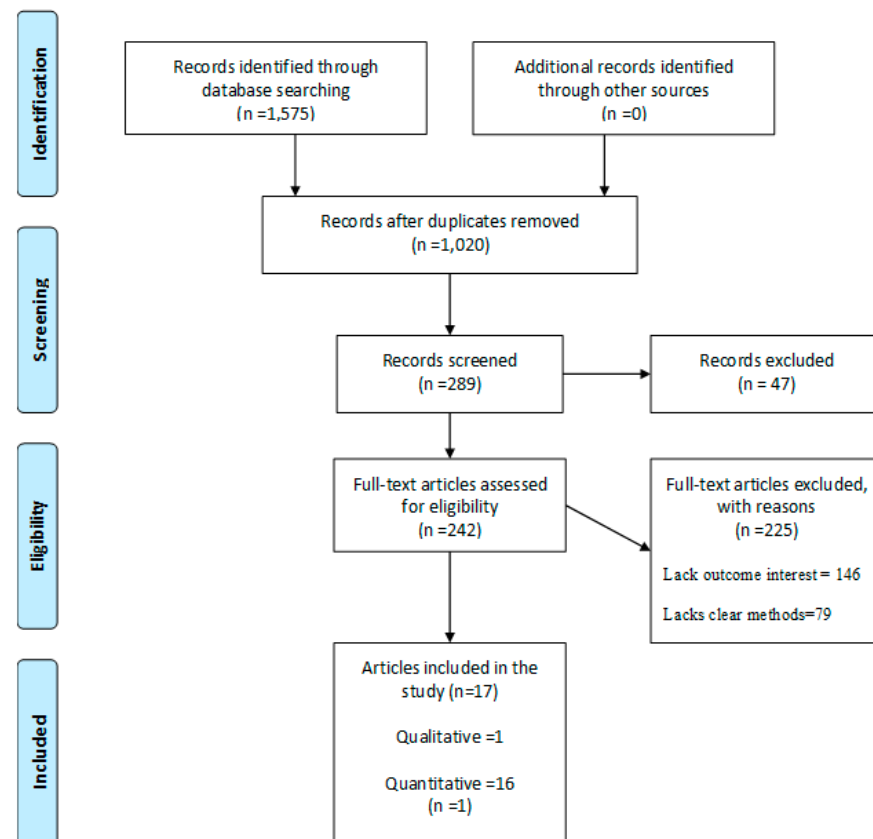 Identification
Records identified through
database searching
(n =1,575)
Additional records identified
through other sources
(n =0)
Records after duplicates removed
(n =1,020)
Screening
Records screened
(n =289)
Records excluded
(n = 47)
Eligibility
Full-text articles assessed
for eligibility
(n =242)
Full-text articles excluded,
with reasons
(n =225)
Lack outcome interest = 146
Lacks clear methods=79
Included
Articles included in the
study (n=17)
Qualitative =1
Quantitative =16
(n =1)